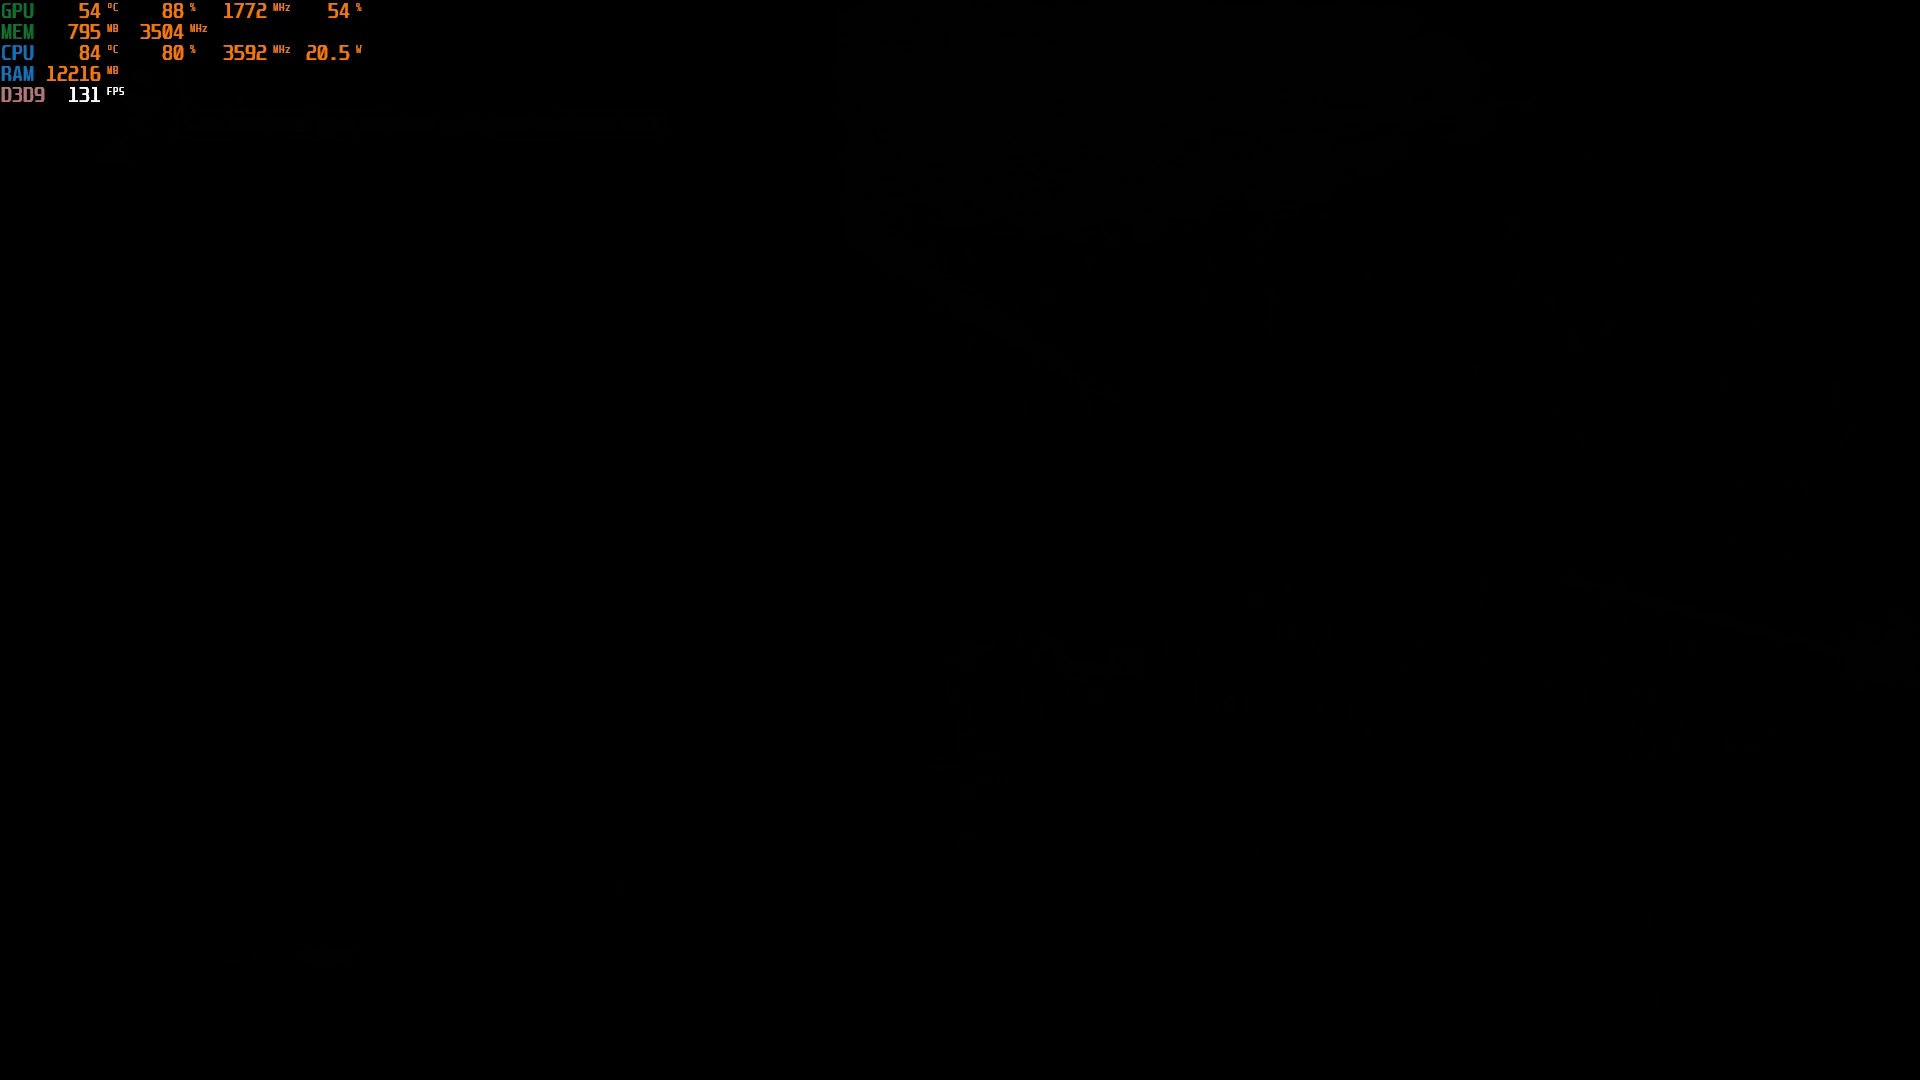 GPU 54 °C 88 % 1772 MHz 54 %
MEM 795 MB 3504 MHz
CPU 84 °C 80 % 3592 MHz 20.5 W
RAM 12216 MB
D3D9 131 FPS